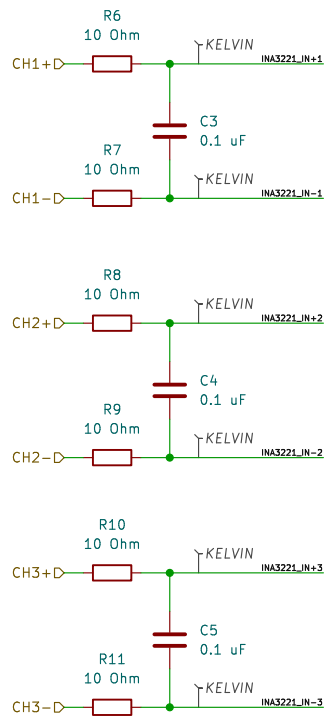 R6
10 Ohm
KELVIN
CH1+
INA3221_IN+1
C3
0.1 uF
R7
10 Ohm
KELVIN
CH1-
INA3221_IN-1
R8
10 Ohm
KELVIN
CH2+
INA3221_IN+2
C4
0.1 uF
R9
10 Ohm
KELVIN
CH2-
INA3221_IN-2
R10
10 Ohm
KELVIN
CH3+
INA3221_IN+3
C5
0.1 uF
R11
10 Ohm
KELVIN
CH3-
INA3221_IN-3